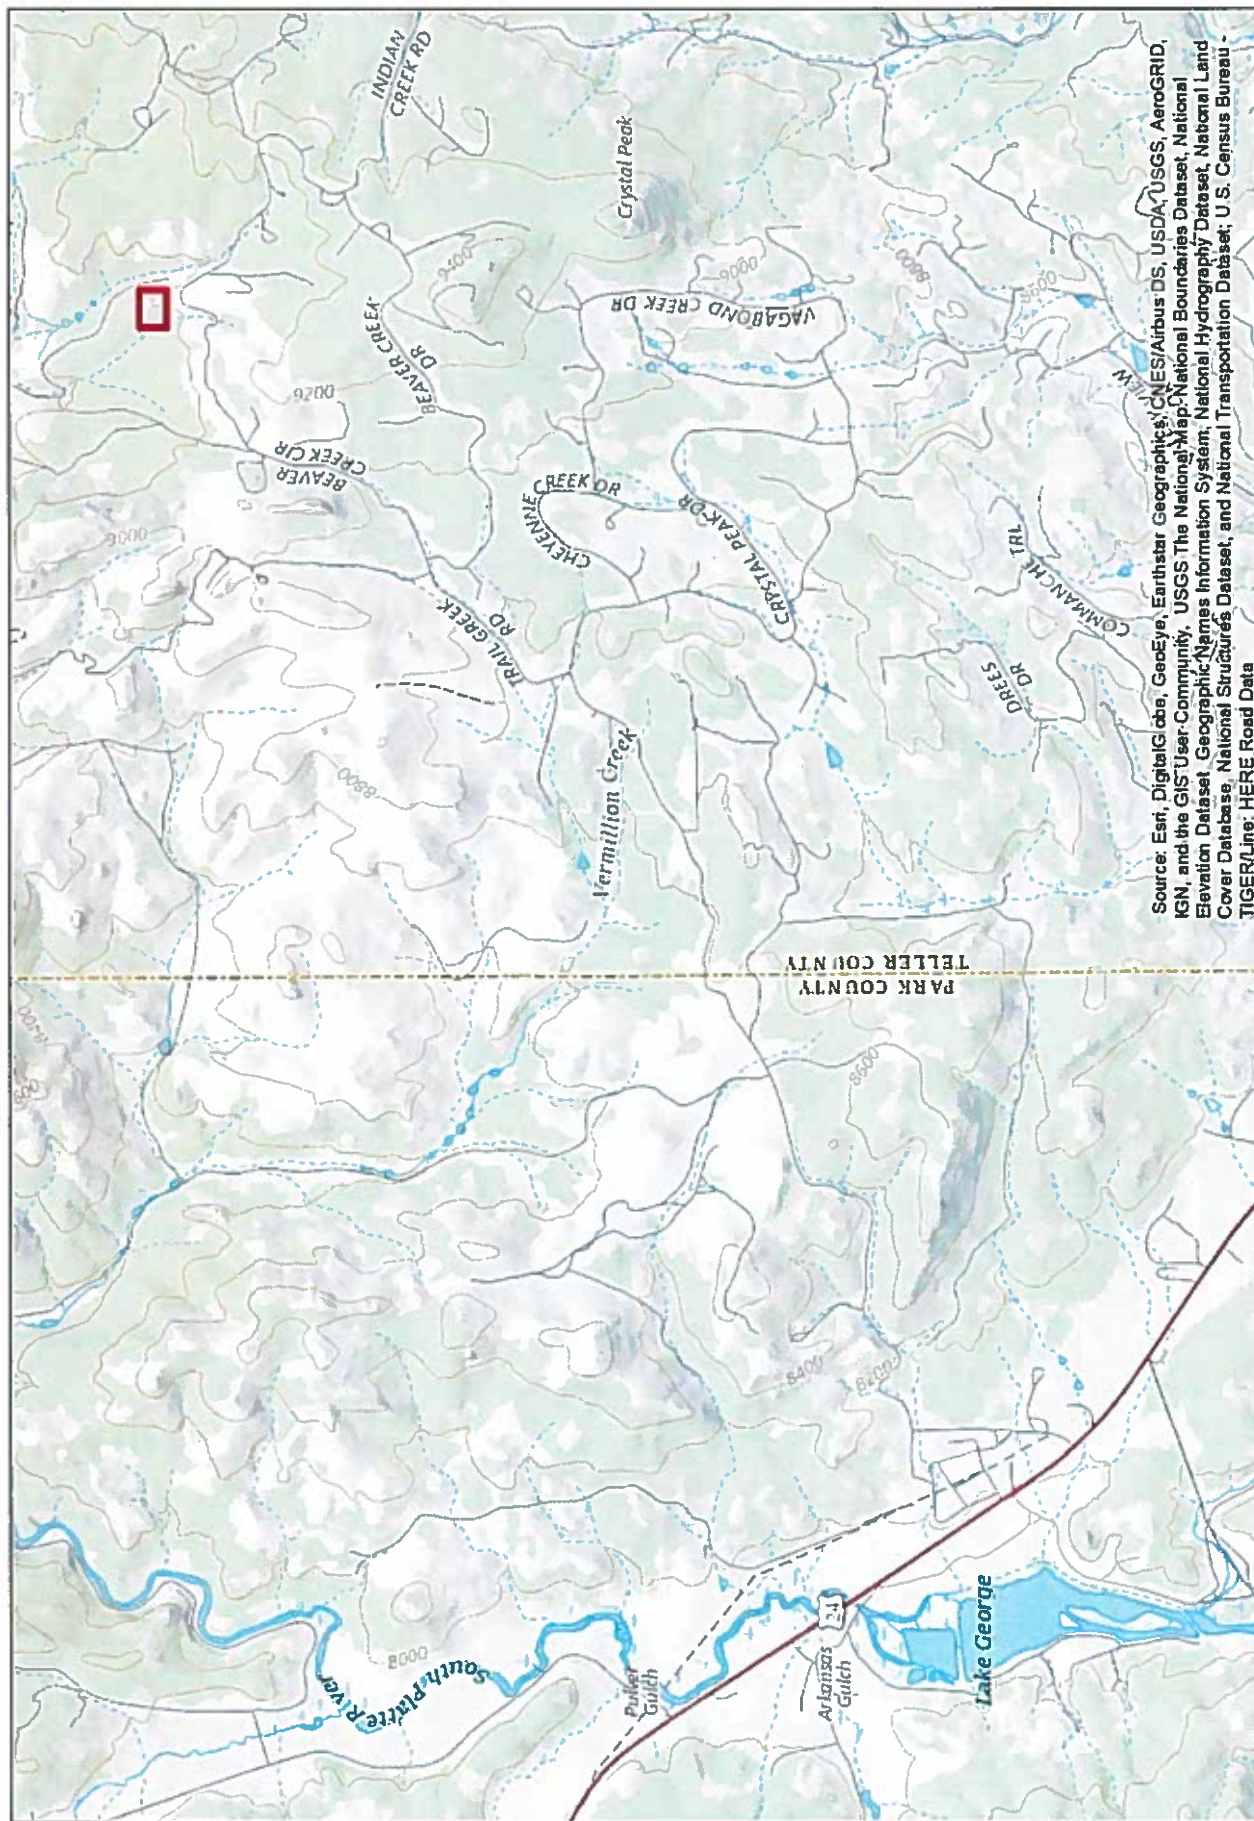 INDIAN
CREEK RD
Crystal Peak
9400
9200
9000
BEAVER CREEK
DR
VAGABOND CREEK DR
8800
BEAVER
CREEK CIR
9000
CHEYENNE CREEK DR
CRYSTAL PEAK DR
VIEW
TRAIL CREEK
RD
COMMANCHE TRL
DREES
DR
8800
Vermillion Creek
TELLER COUNTY
PARK COUNTY
8400
8600
8400
8200
South Platte River
8000
Pulver
Gulch
24
Arkansas
Gulch
Lake George
Source: Esri, DigitalGlobe, GeoEye, Earthstar Geographics, CNES/Airbus DS, USDA, USGS, AeroGRID,
IGN, and the GIS User Community, USGS The National Map: National Boundaries Dataset, National
Elevation Dataset, Geographic Names Information System, National Hydrography Dataset, National Land
Cover Database, National Structures Dataset, and National Transportation Dataset; U.S. Census Bureau -
TIGER/Line; HERE Road Data